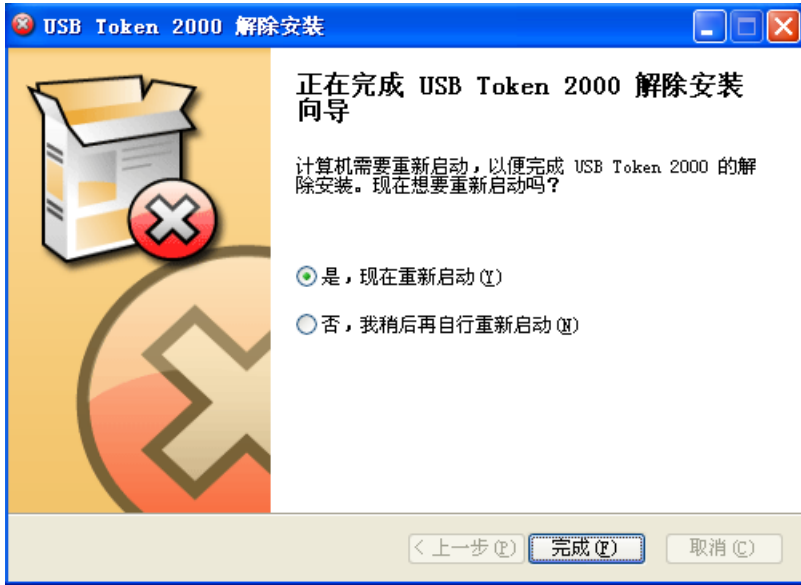 USB Token 2000 解除安装
正在完成 USB Token 2000 解除安装
向导
计算机需要重新启动，以便完成 USB Token 2000 的解
除安装。现在想要重新启动吗？
是，现在重新启动(Y)
否，我稍后再自行重新启动(N)
< 上一步(P)
完成(F)
取消(C)